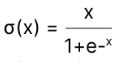 σ(x) = x / 1+e-ˣ